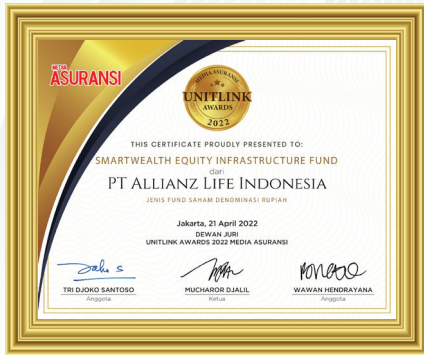 MEDIA
ASURANSI
MEDIA ASURANSI
UNITLINK
AWARDS
2022
THIS CERTIFICATE PROUDLY PRESENTED TO:
SMARTWEALTH EQUITY INFRASTRUCTURE FUND
dari
PT ALLIANZ LIFE INDONESIA
JENIS FUND SAHAM DENOMINASI RUPIAH
Jakarta, 21 April 2022
DEWAN JURI
UNITLINK AWARDS 2022 MEDIA ASURANSI
TRI DJOKO SANTOSO
Anggota
MUCHAROR DJALIL
Ketua
WAWAN HENDRAYANA
Anggota